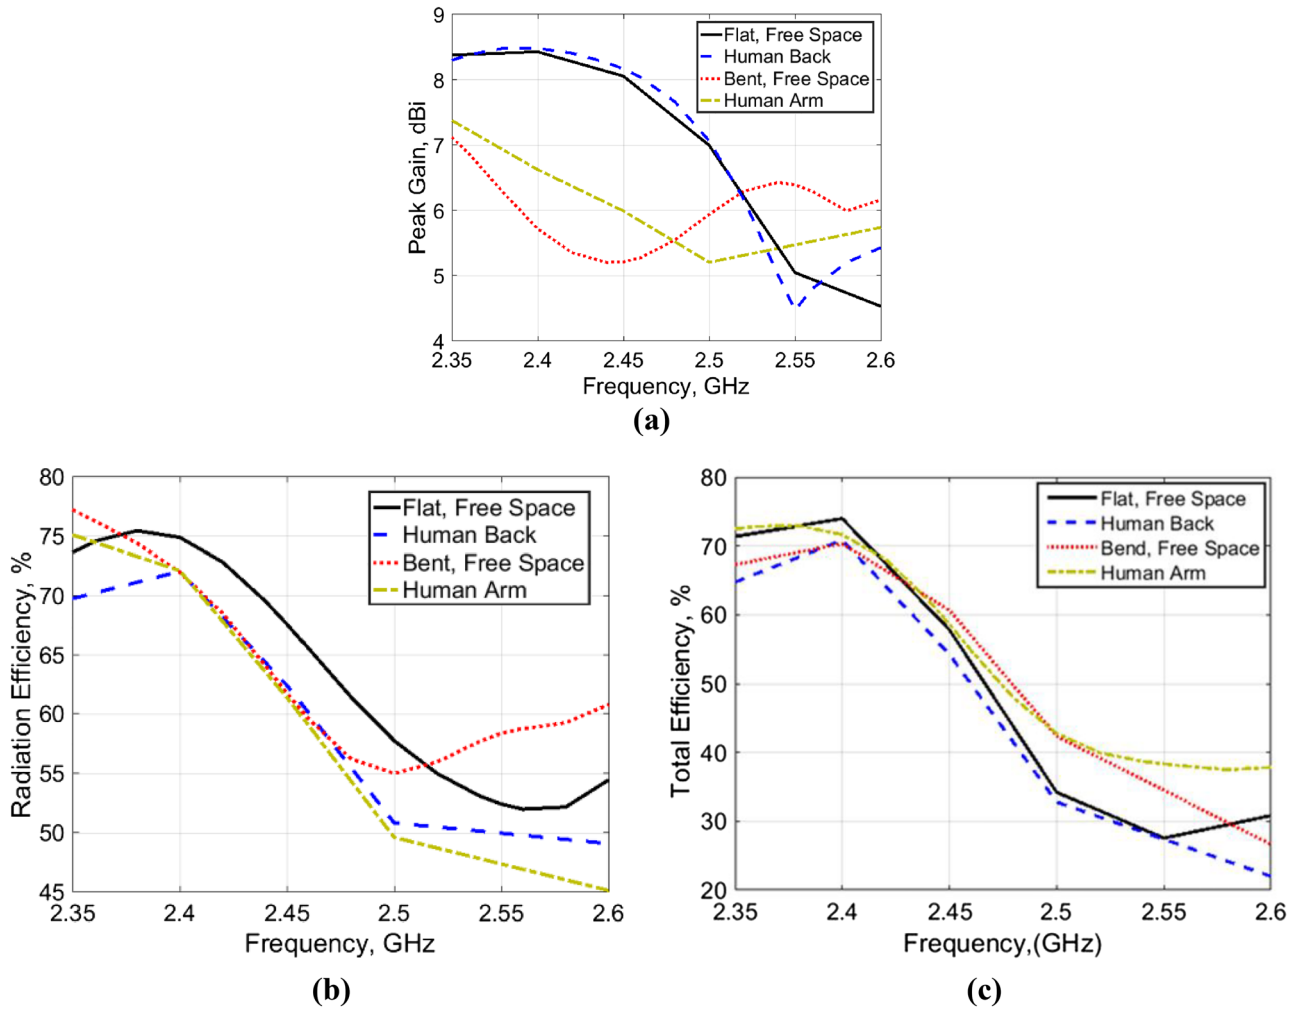 9
8
7
6
5
4
Peak Gain, dBi
Flat, Free Space
Human Back
Bent, Free Space
Human Arm
2.35 2.4 2.45 2.5 2.55 2.6
Frequency, GHz
(a)
80
75
70
65
60
55
50
45
Radiation Efficiency, %
Flat, Free Space
Human Back
Bent, Free Space
Human Arm
2.35 2.4 2.45 2.5 2.55 2.6
Frequency, GHz
(b)
80
70
60
50
40
30
20
Total Efficiency, %
Flat, Free Space
Human Back
Bend, Free Space
Human Arm
2.35 2.4 2.45 2.5 2.55 2.6
Frequency,(GHz)
(c)